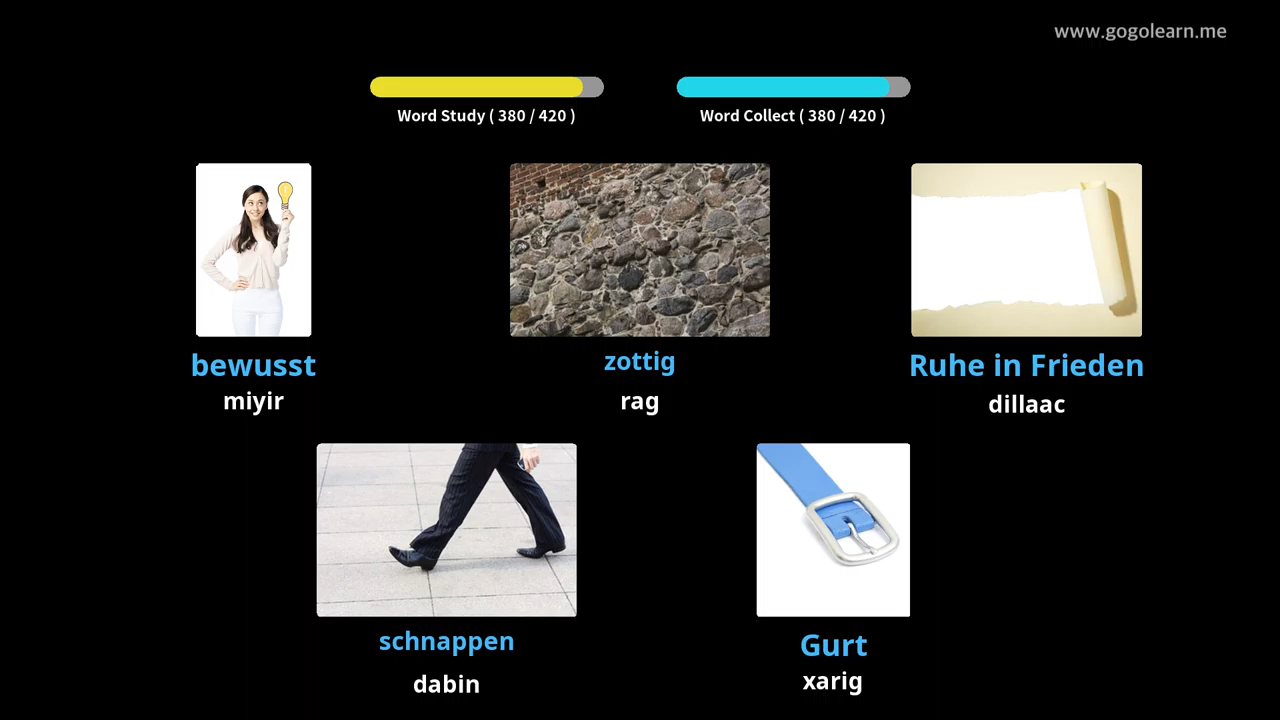 www.gogolearn.me
Word Study ( 380 / 420 )
Word Collect ( 380 / 420 )
bewusst
miyir
zottig
rag
Ruhe in Frieden
dillaac
schnappen
dabin
Gurt
xarig